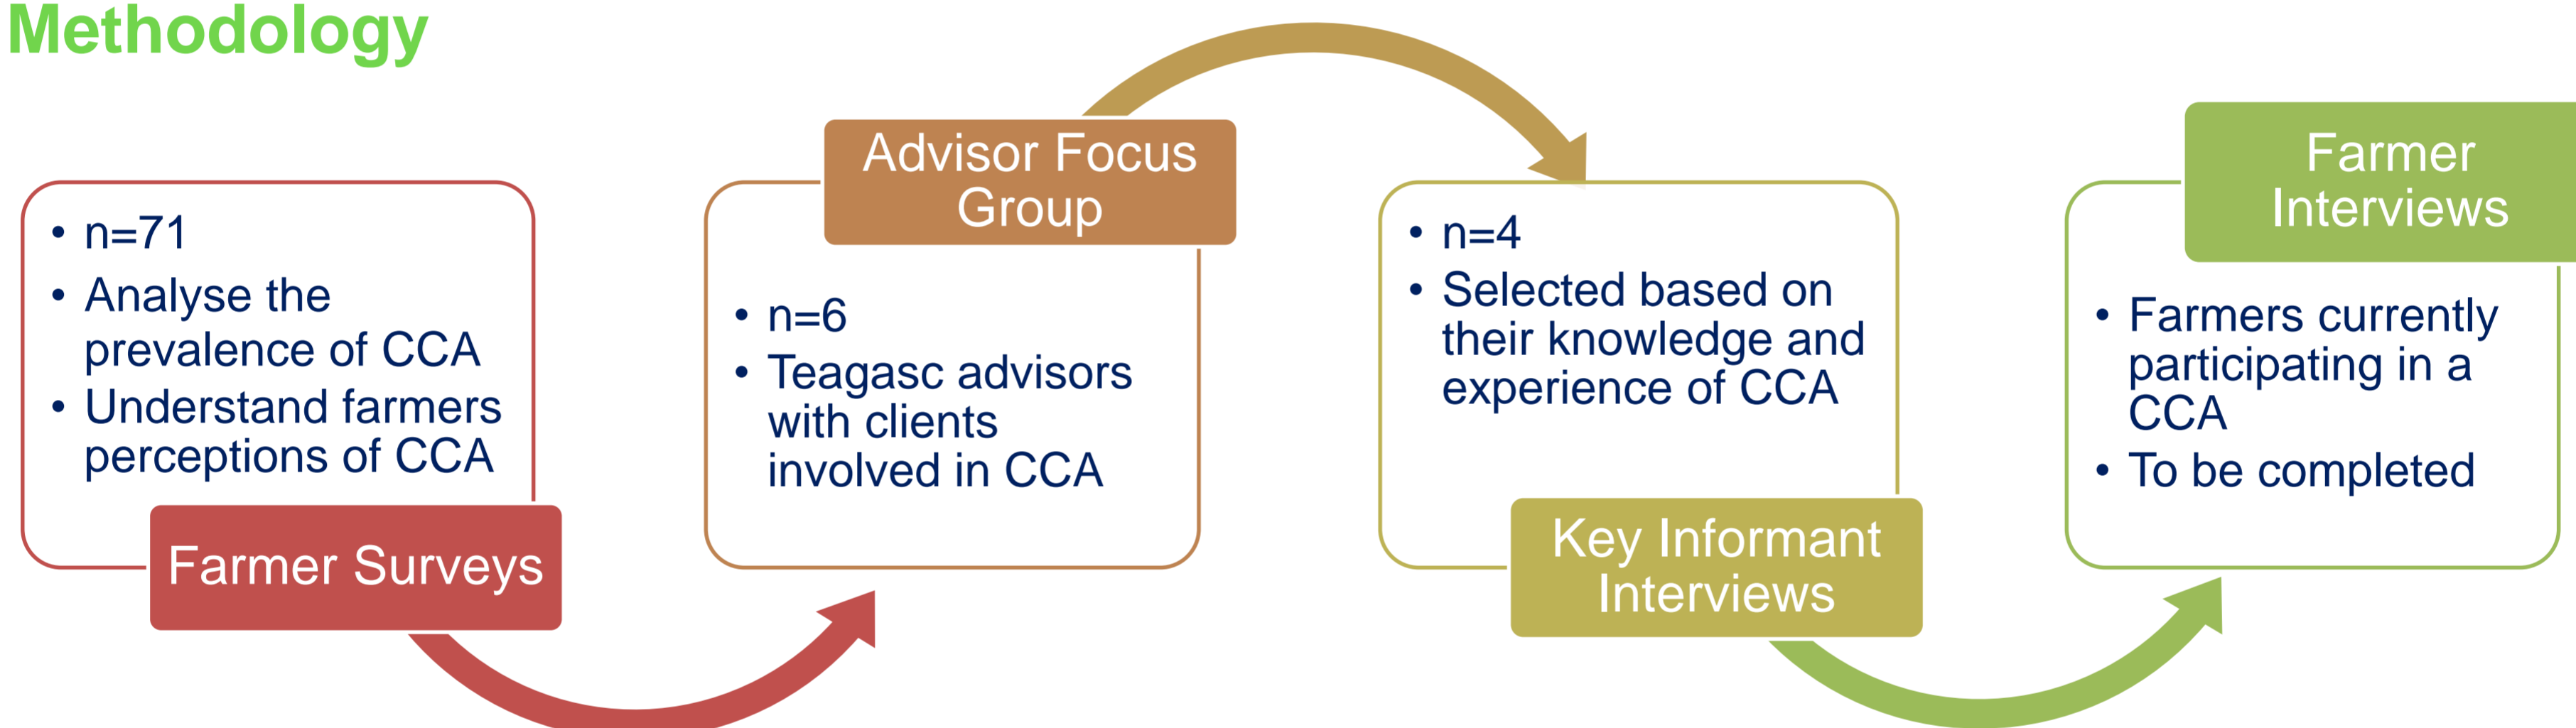 Methodology
• n=71
• Analyse the
prevalence of CCA
• Understand farmers
perceptions of CCA
Farmer Surveys
Advisor Focus
Group
• n=6
• Teagasc advisors
with clients
involved in CCA
• n=4
• Selected based on
their knowledge and
experience of CCA
Key Informant
Interviews
Farmer
Interviews
• Farmers currently
participating in a
CCA
• To be completed